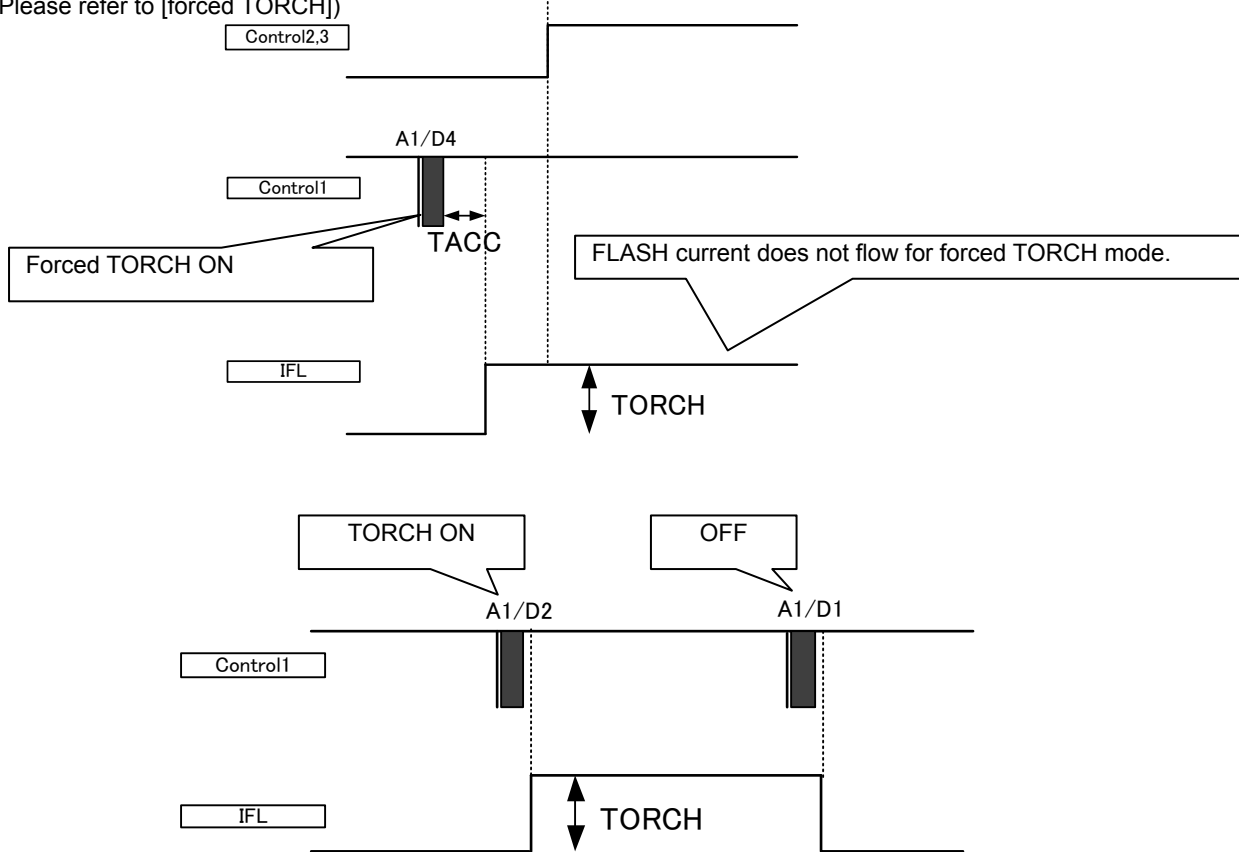 Please refer to [forced TORCH])
Control2,3
A1/D4
Control1
TACC
Forced TORCH ON
FLASH current does not flow for forced TORCH mode.
IFL
TORCH
TORCH ON
OFF
A1/D2
A1/D1
Control1
IFL
TORCH